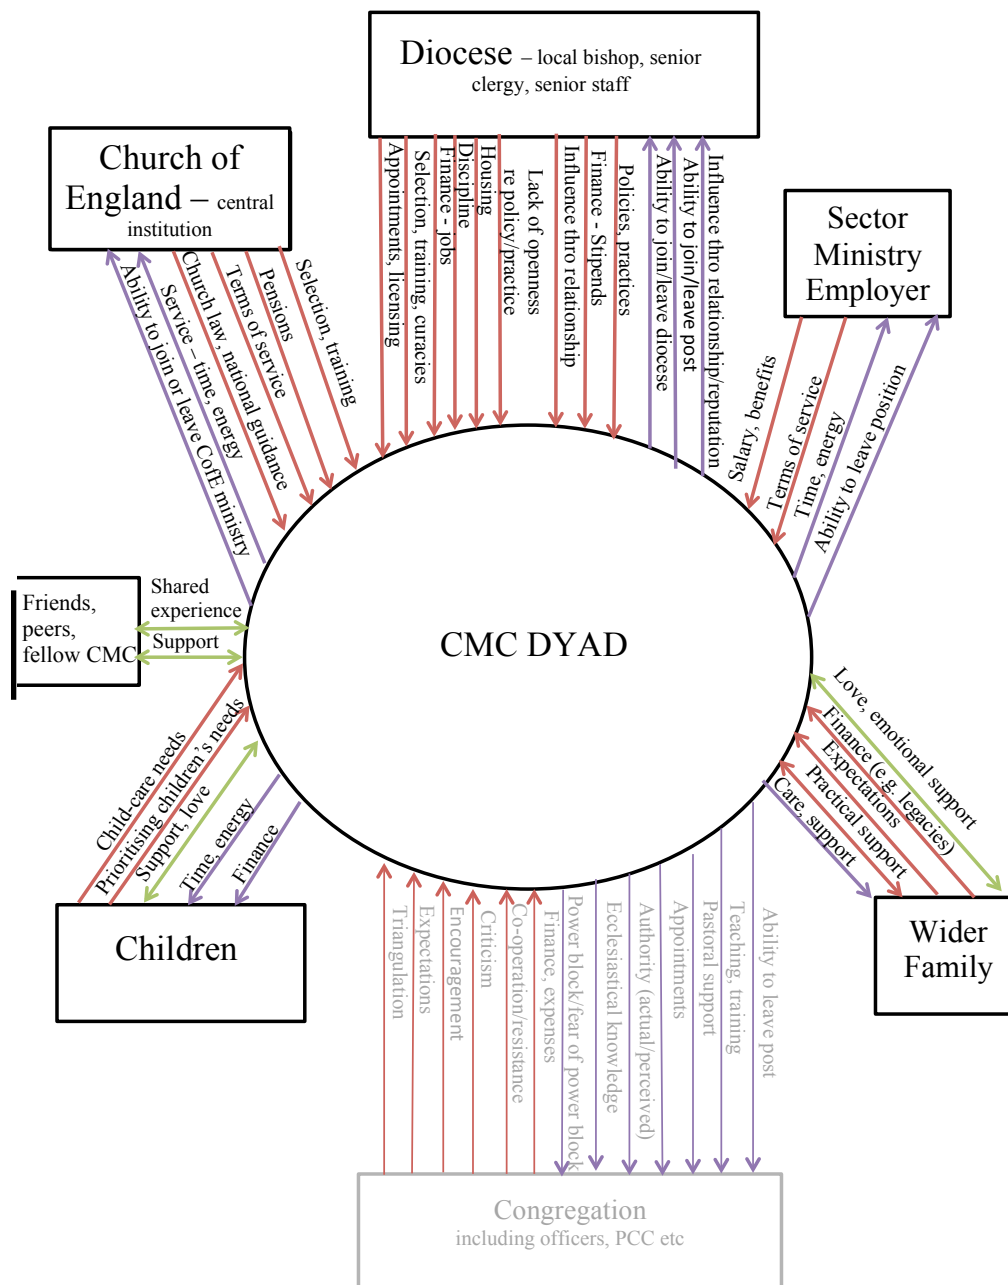 Diocese – local bishop, senior
clergy, senior staff
Church of
England – central
institution
Sector
Ministry
Employer
Appointments, licensing
Selection, training, curacies
Finance - jobs
Discipline
Housing
re policy/practice
Lack of openness
Influence thro relationship
Finance - Stipends
Policies, practices
Ability to join/leave diocese
Ability to join/leave post
Influence thro relationship/reputation
Ability to join or leave CofE ministry
Service – time, energy
Church law, national guidance
Terms of service
Pensions
Selection, training
Salary, benefits
Terms of service
Time, energy
Ability to leave position
Friends,
peers,
fellow CMC
Shared
experience
Support
CMC DYAD
Child-care needs
Prioritising children’s needs
Support, love
Time, energy
Finance
Love, emotional support
Finance (e.g. legacies)
Expectations
Practical support
Care, support
Children
Wider
Family
Triangulation
Expectations
Encouragement
Criticism
Co-operation/resistance
Finance, expenses
Power block/fear of power block
Ecclesiastical knowledge
Authority (actual/perceived)
Appointments
Pastoral support
Teaching, training
Ability to leave post
Congregation
including officers, PCC etc